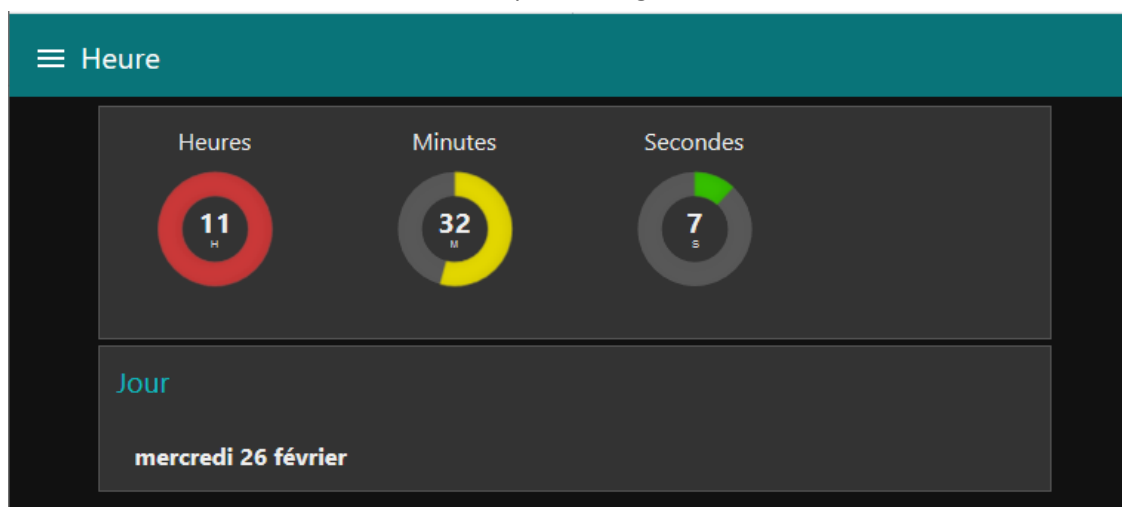 Heure
Heures Minutes Secondes
11 32 7
H M S
Jour
mercredi 26 février